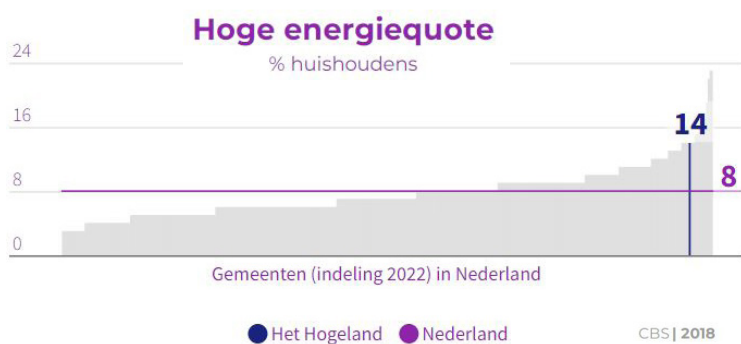 Hoge energiequote
% huishoudens
24
16
14
8
8
0
Gemeenten (indeling 2022) in Nederland
Het Hogeland Nederland
CBS | 2018